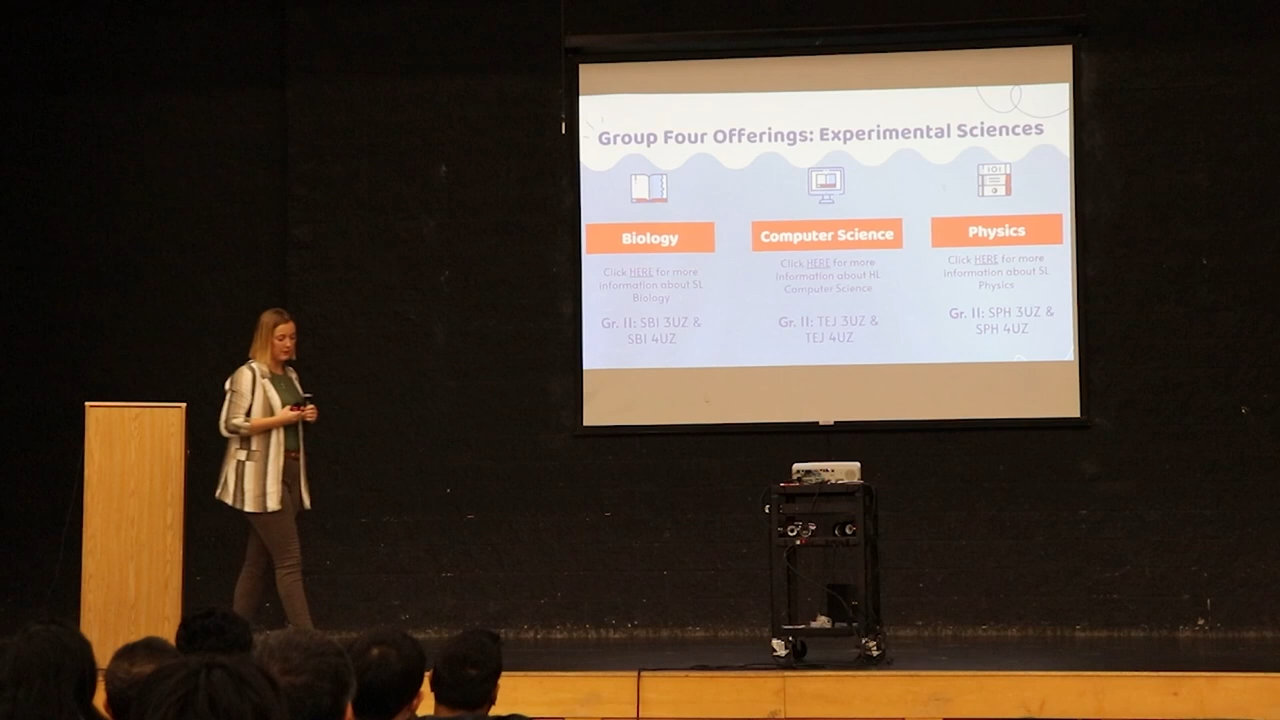 Group Four Offerings: Experimental Sciences
Biology
Click HERE for more
information about SL
Biology
Gr. 11: SBI 3UZ &
SBI 4UZ
Computer Science
Click HERE for more
information about HL
Computer Science
Gr. 11: TEJ 3UZ &
TEJ 4UZ
101
Physics
Click HERE for more
information about SL
Physics
Gr. 11: SPH 3UZ &
SPH 4UZ